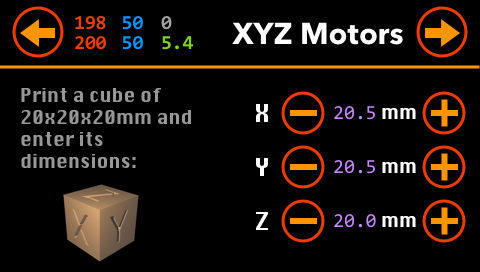 198 50 0
200 50 5.4
XYZ Motors
Print a cube of
20x20x20mm and
enter its
dimensions:
X 20.5 mm
Y 20.5 mm
Z 20.0 mm
Z
X Y